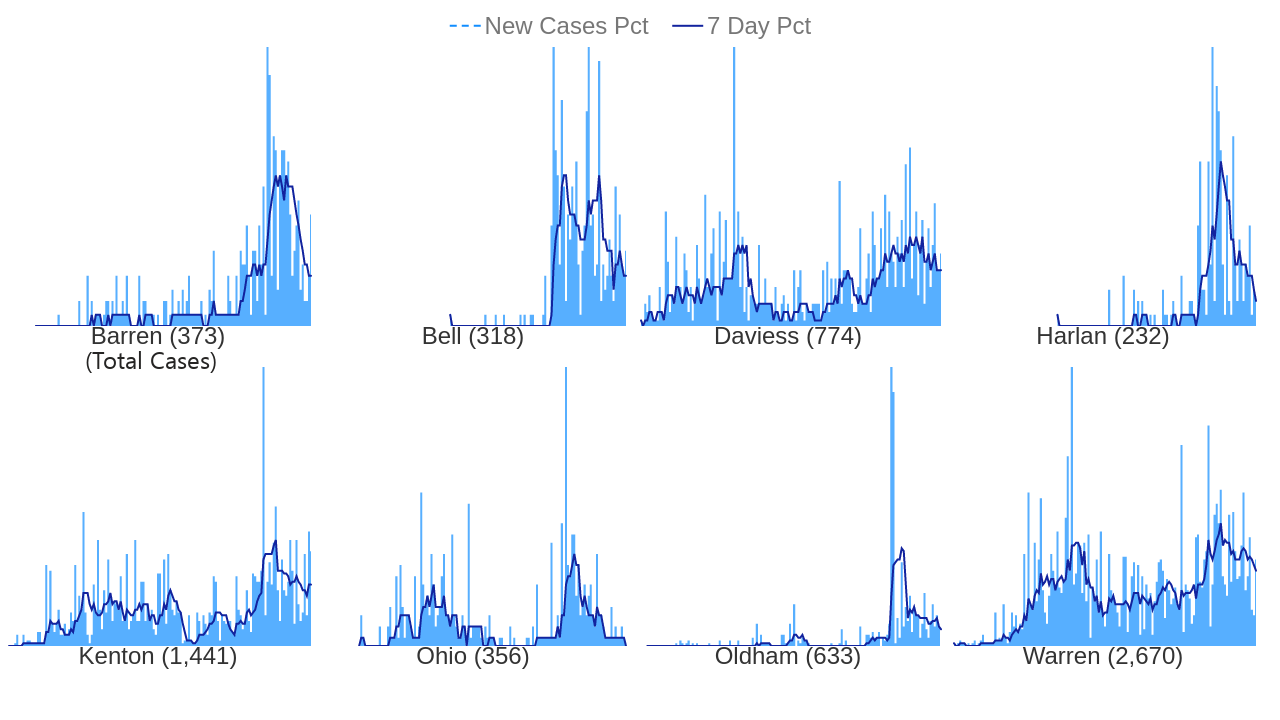 New Cases Pct 7 Day Pct
Barren (373) Bell (318) Daviess (774) Harlan (232)
(Total Cases)
Kenton (1,441) Ohio (356) Oldham (633) Warren (2,670)